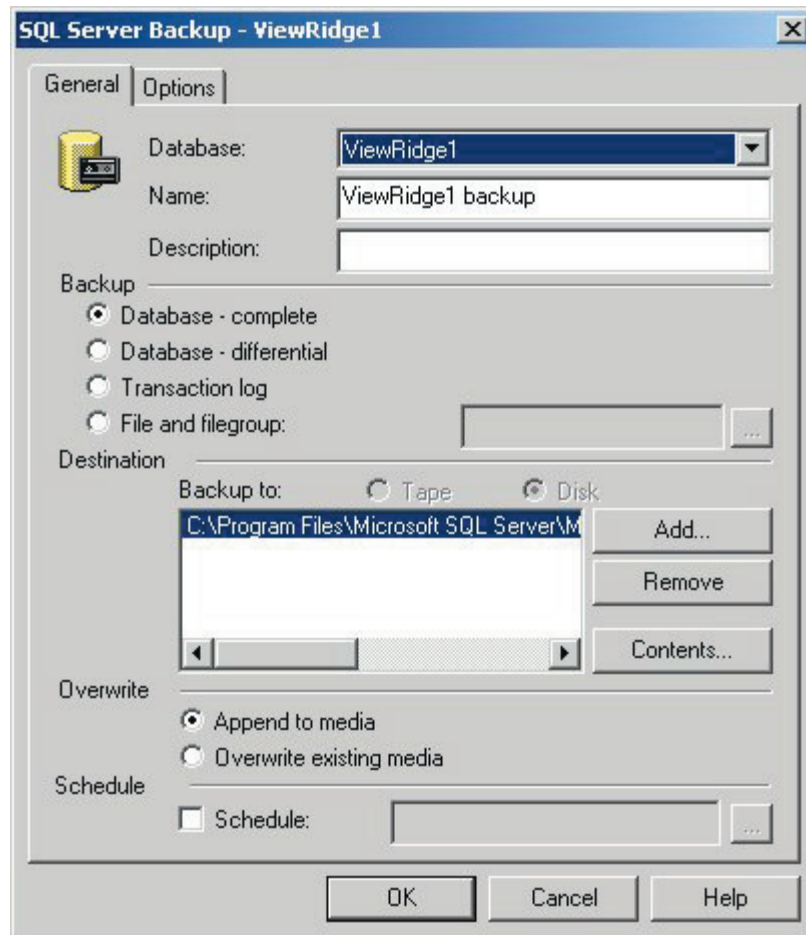 SQL Server Backup - ViewRidge1
General Options
Database: ViewRidge1
Name: ViewRidge1 backup
Description:
Backup
Database - complete
Database - differential
Transaction log
File and filegroup: ...
Destination
Backup to: Tape Disk
C:\Program Files\Microsoft SQL Server\M
Add...
Remove
Contents...
Overwrite
Append to media
Overwrite existing media
Schedule
Schedule: ...
OK Cancel Help